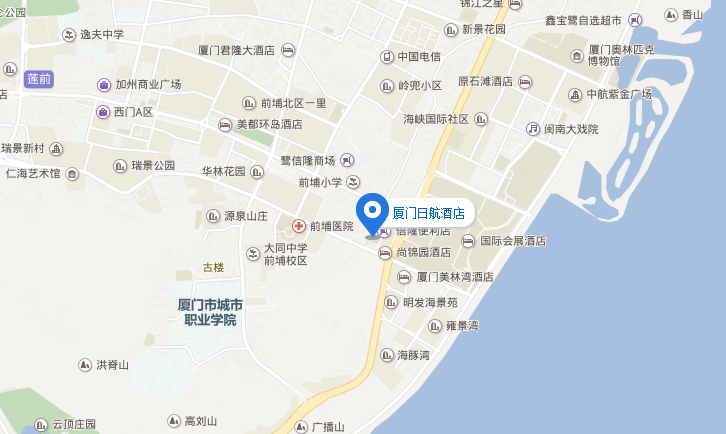 锦江之星
香山
仑公园
鑫宝鹭自选超市
逸夫中学
新景花园
厦门君隆大酒店
中国电信
厦门奥林匹克
博物馆
莲前
加州商业广场
岭兜小区
原石滩酒店
店
前埔北区一里
中航紫金广场
西门A区
美都环岛酒店
海峡国际社区
闽南大戏院
瑞景新村
鹭信隆商场
瑞景公园
仁海艺术馆
华林花园
前埔小学
厦门日航酒店
源泉山庄
前埔医院
倍隆便利店
国际会展酒店
大同中学
前埔校区
尚锦园酒店
古楼
厦门美林湾酒店
厦门市城市
职业学院
明发海景苑
雍景湾
海豚湾
洪脊山
云顶庄园
高刘山
广播山